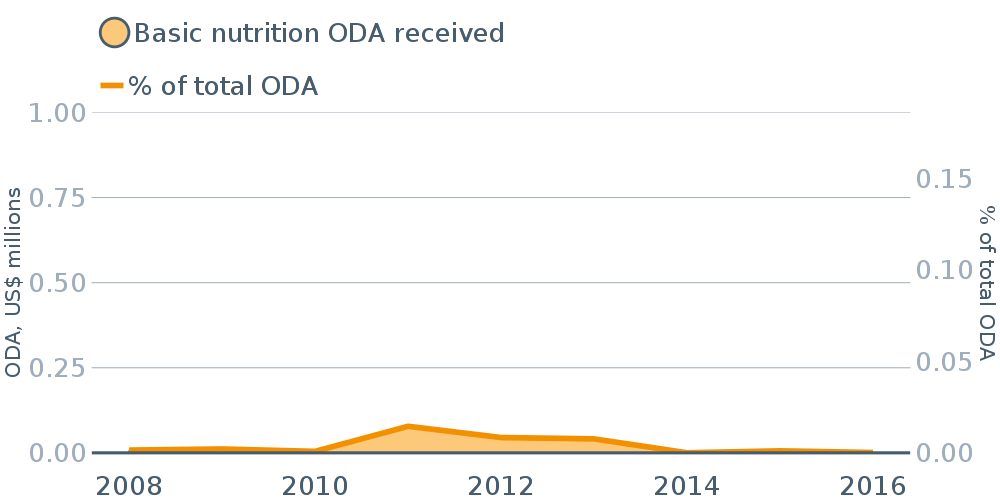 Basic nutrition ODA received
% of total ODA
1.00
0.75
0.50
0.25
0.00
ODA, US$ millions
0.15
0.10
0.05
0.00
% of total ODA
2008 2010 2012 2014 2016